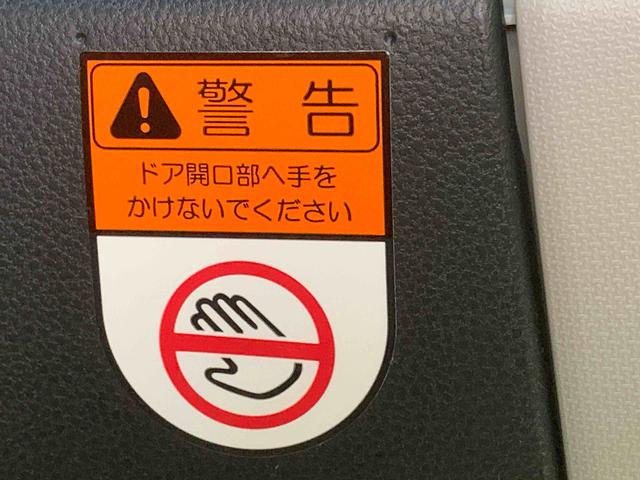 警告
ドア開口部へ手を
かけないでください